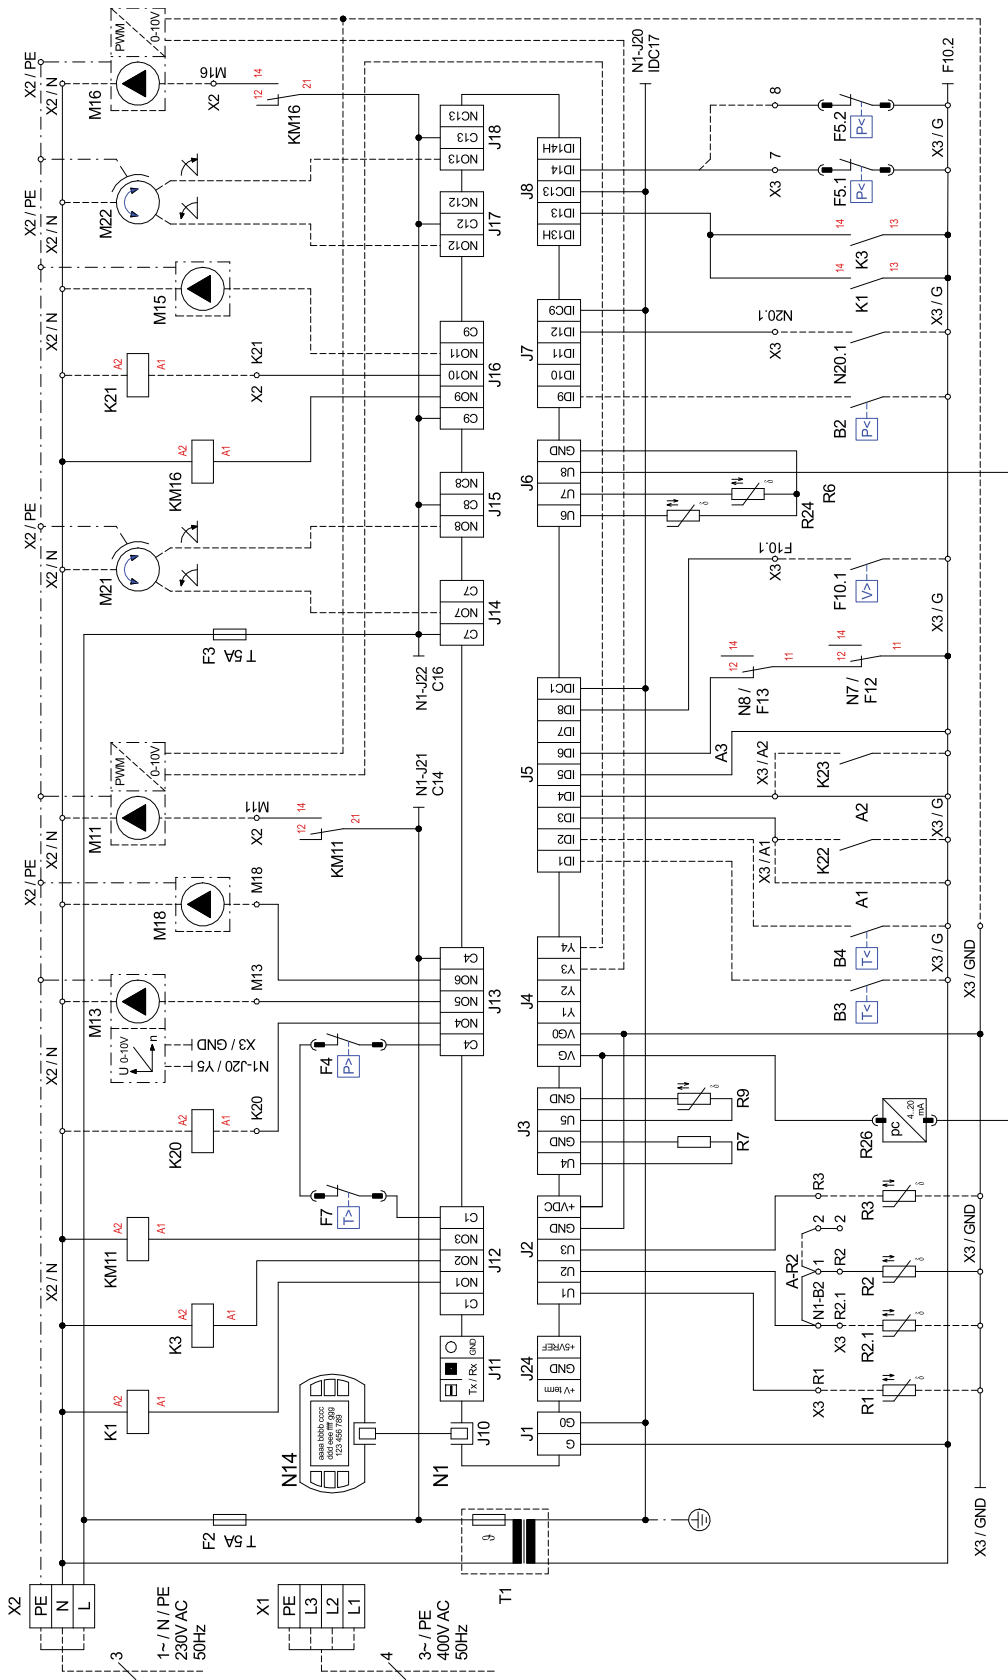 X2
PE
N
L
1~ / N / PE
230V AC
50Hz
3
X1
PE
L3
L2
L1
3~ / PE
400V AC
50Hz
4
X2 / PE
X2 / PE
X2 / PE
X2 / PE
X2 / N
X2 / N
X2 / N
X2 / N
X2 / N
X2 / N
X2 / N
K1
A2
A1
K3
A2
A1
KM11
A2
A1
K20
A2
A1
K20
M13
U 0-10V
n
N1-J20 / Y5
X3 / GND
M13
M18
M18
M11
PWM
0-10V
X2
M11
KM11
12
14
21
M21
KM16
A2
A1
K21
A2
A1
X2
K21
M15
M22
M16
PWM
0-10V
X2
M16
KM16
12
14
21
F2
T 5A
F3
T 5A
N14
aaaa bbbb cccc
ddd eee fff ggg
123 456 789
F7
T>
F4
P>
N1-J21
C14
N1-J22
C16
T1
N1
J10
J11
Tx / Rx
GND
J12
C1
NO1
NO2
NO3
C1
J13
C4
NO4
NO5
NO6
C4
J14
C7
NO7
C7
J15
NO8
C8
NC8
J16
C9
NO9
NO10
NO11
C9
J17
NO12
C12
NC12
J18
NO13
C13
NC13
J1
G
G0
J24
+V term
GND
+5VREF
J2
U1
U2
U3
GND
+VDC
J3
U4
GND
U5
GND
J4
VG
VG0
Y1
Y2
Y3
Y4
J5
ID1
ID2
ID3
ID4
ID5
ID6
ID7
ID8
IDC1
J6
U6
U7
U8
GND
J7
ID9
ID10
ID11
ID12
IDC9
J8
ID13H
ID13
IDC13
ID14
ID14H
N1-J20
IDC17
R7
R9
R24
R6
A3
N8 /
F13
12
14
11
N7 /
F12
12
14
11
X3
F10.1
F10.1
V>
X3
N20.1
N20.1
B2
P<
K1
14
13
K3
14
13
X3
7
F5.1
P<
8
F5.2
P<
X3
R1
R1
X3
R2.1
R2.1
N1-B2
A-R2
1
2
R2
2
R2
R3
R3
R26
pc
4..20
mA
B3
T<
B4
T<
X3 / A1
A1
K22
X3 / A2
A2
K23
X3 / G
X3 / G
X3 / G
X3 / G
X3 / G
F10.2
X3 / GND
X3 / GND
X3 / GND